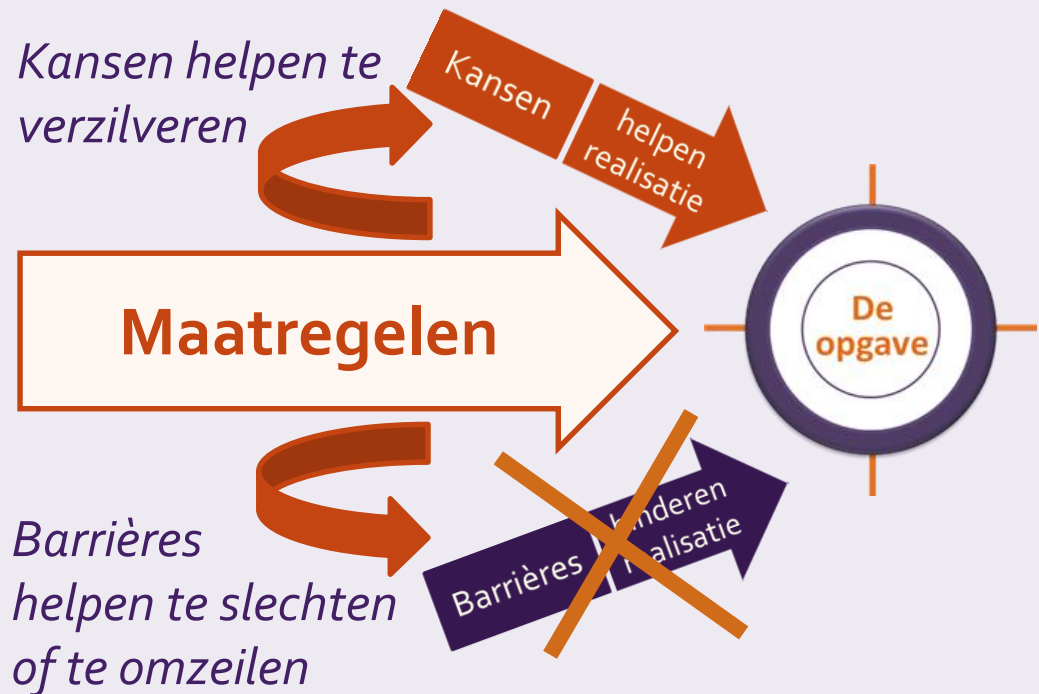 Kansen helpen te
verzilveren
Kansen
helpen
realisatie
Maatregelen
De
opgave
Barrières
hinderen
realisatie
Barrières
helpen te slechten
of te omzeilen